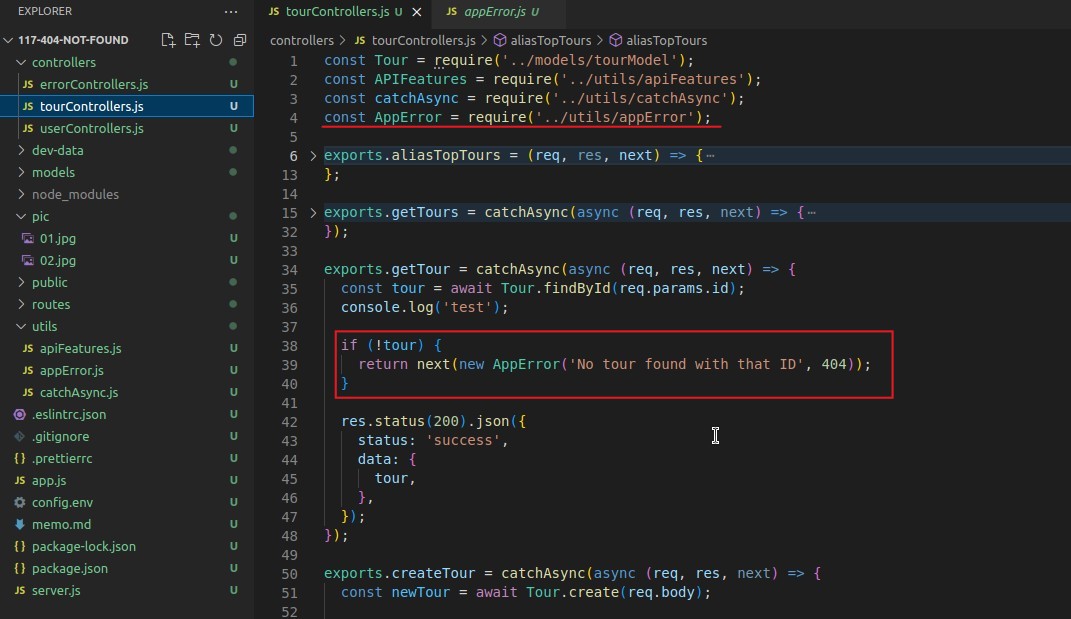 EXPLORER ...
117-404-NOT-FOUND
controllers
JS errorControllers.js U
JS tourControllers.js U
JS userControllers.js U
dev-data
models
node_modules
pic
01.jpg U
02.jpg U
public
routes
utils
JS apiFeatures.js U
JS appError.js U
JS catchAsync.js U
.eslintrc.json U
.gitignore U
{} .prettierrc U
JS app.js U
config.env U
memo.md U
{} package-lock.json U
{} package.json U
JS server.js U
JS tourControllers.js U JS appError.js U
controllers > JS tourControllers.js > aliasTopTours > aliasTopTours
1 const Tour = require('../models/tourModel');
2 const APIFeatures = require('../utils/apiFeatures');
3 const catchAsync = require('../utils/catchAsync');
4 const AppError = require('../utils/appError');
5
6 exports.aliasTopTours = (req, res, next) => {⋯
13 };
14
15 exports.getTours = catchAsync(async (req, res, next) => {⋯
32 });
33
34 exports.getTour = catchAsync(async (req, res, next) => {
35 const tour = await Tour.findById(req.params.id);
36 console.log('test');
37
38 if (!tour) {
39 return next(new AppError('No tour found with that ID', 404));
40 }
41
42 res.status(200).json({
43 status: 'success',
44 data: {
45 tour,
46 },
47 });
48 });
49
50 exports.createTour = catchAsync(async (req, res, next) => {
51 const newTour = await Tour.create(req.body);
52